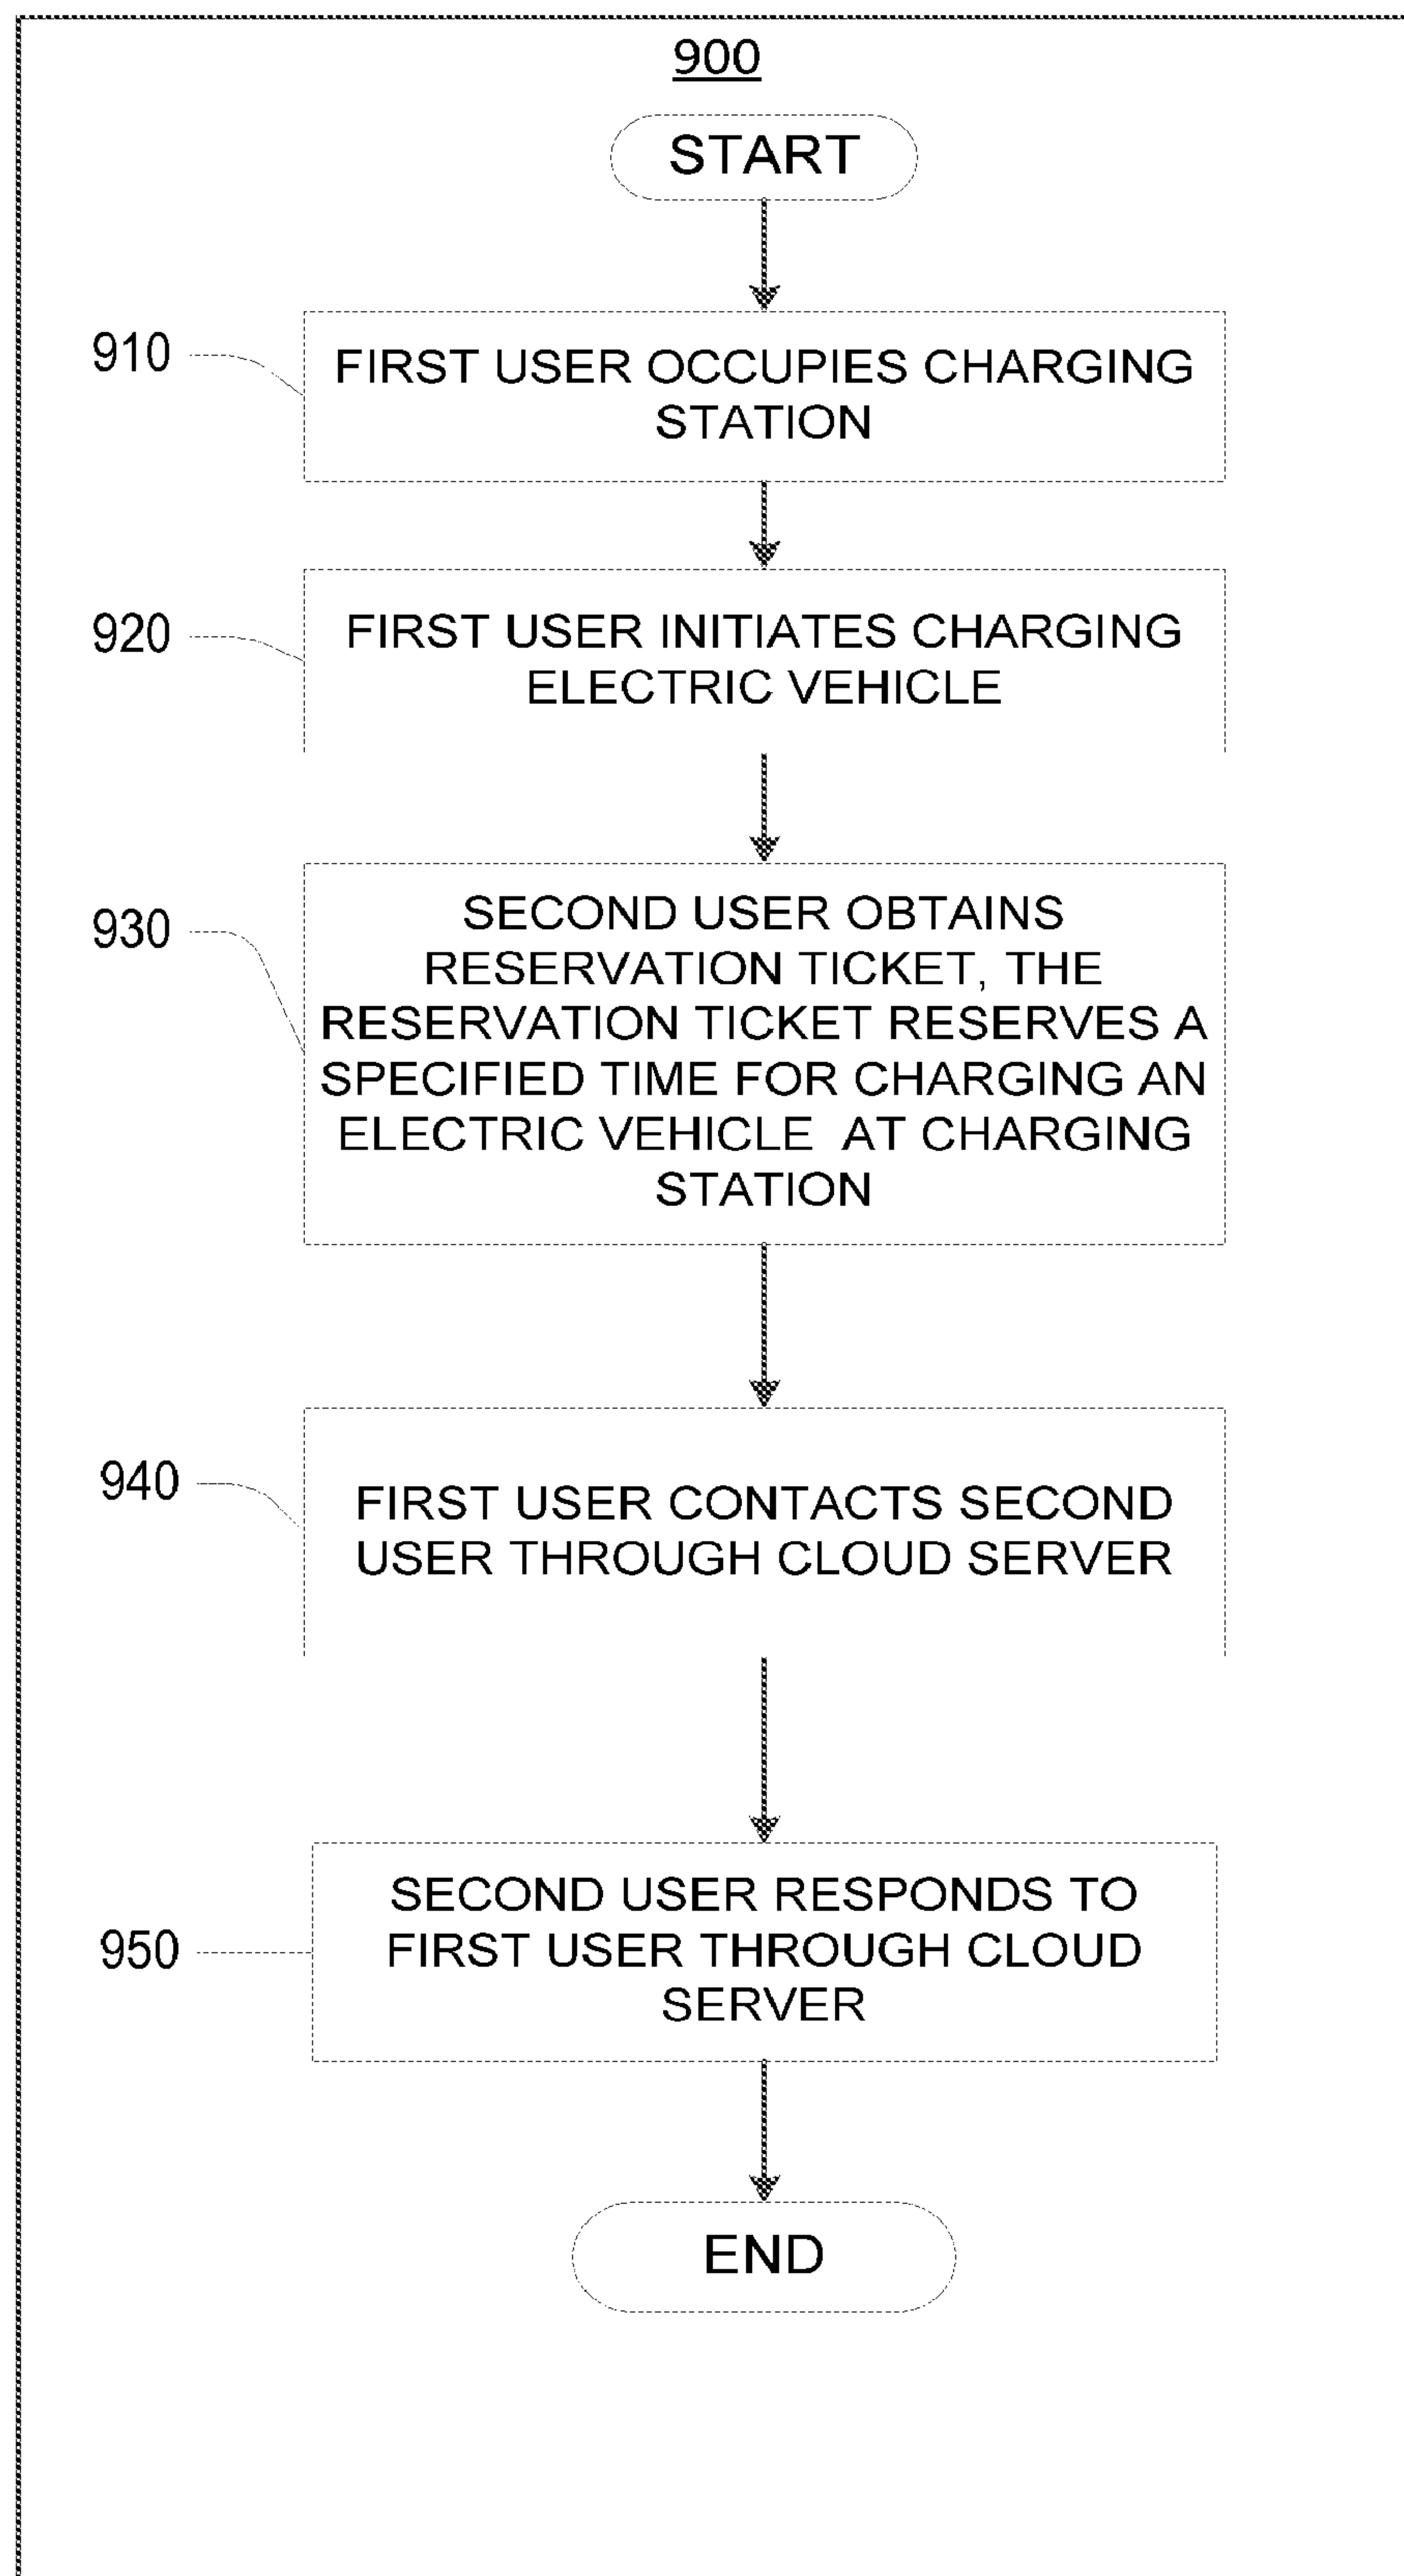 900
START
910
FIRST USER OCCUPIES CHARGING
STATION
920
FIRST USER INITIATES CHARGING
ELECTRIC VEHICLE
930
SECOND USER OBTAINS
RESERVATION TICKET, THE
RESERVATION TICKET RESERVES A
SPECIFIED TIME FOR CHARGING AN
ELECTRIC VEHICLE AT CHARGING
STATION
940
FIRST USER CONTACTS SECOND
USER THROUGH CLOUD SERVER
950
SECOND USER RESPONDS TO
FIRST USER THROUGH CLOUD
SERVER
END